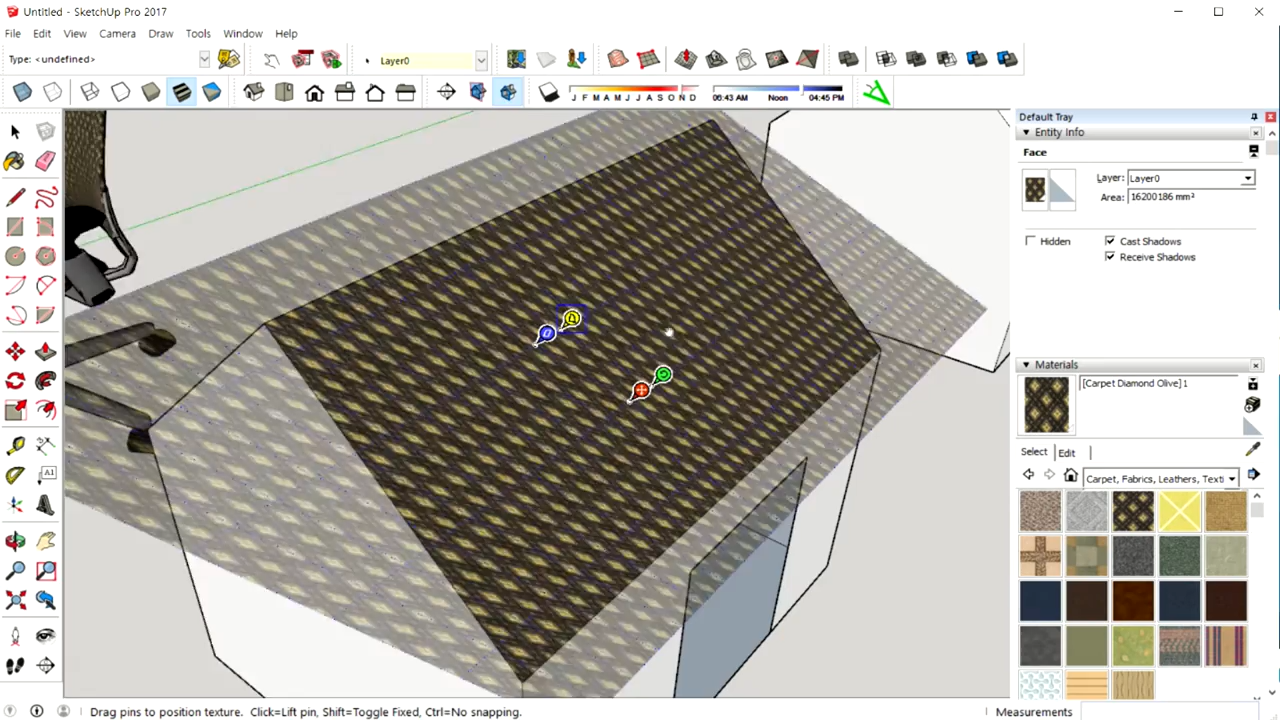 Untitled - SketchUp Pro 2017
File Edit View Camera Draw Tools Window Help
Type: <undefined>
Layer0
J F M A M J J A S O N D
06:43 AM Noon 04:45 PM
Default Tray
Entity Info
Face
Layer: Layer0
Area: 16200186 mm²
Hidden
Cast Shadows
Receive Shadows
Materials
[Carpet Diamond Olive]1
Select Edit
Carpet, Fabrics, Leathers, Texti
A1
Drag pins to position texture. Click=Lift pin, Shift=Toggle Fixed, Ctrl=No snapping.
Measurements